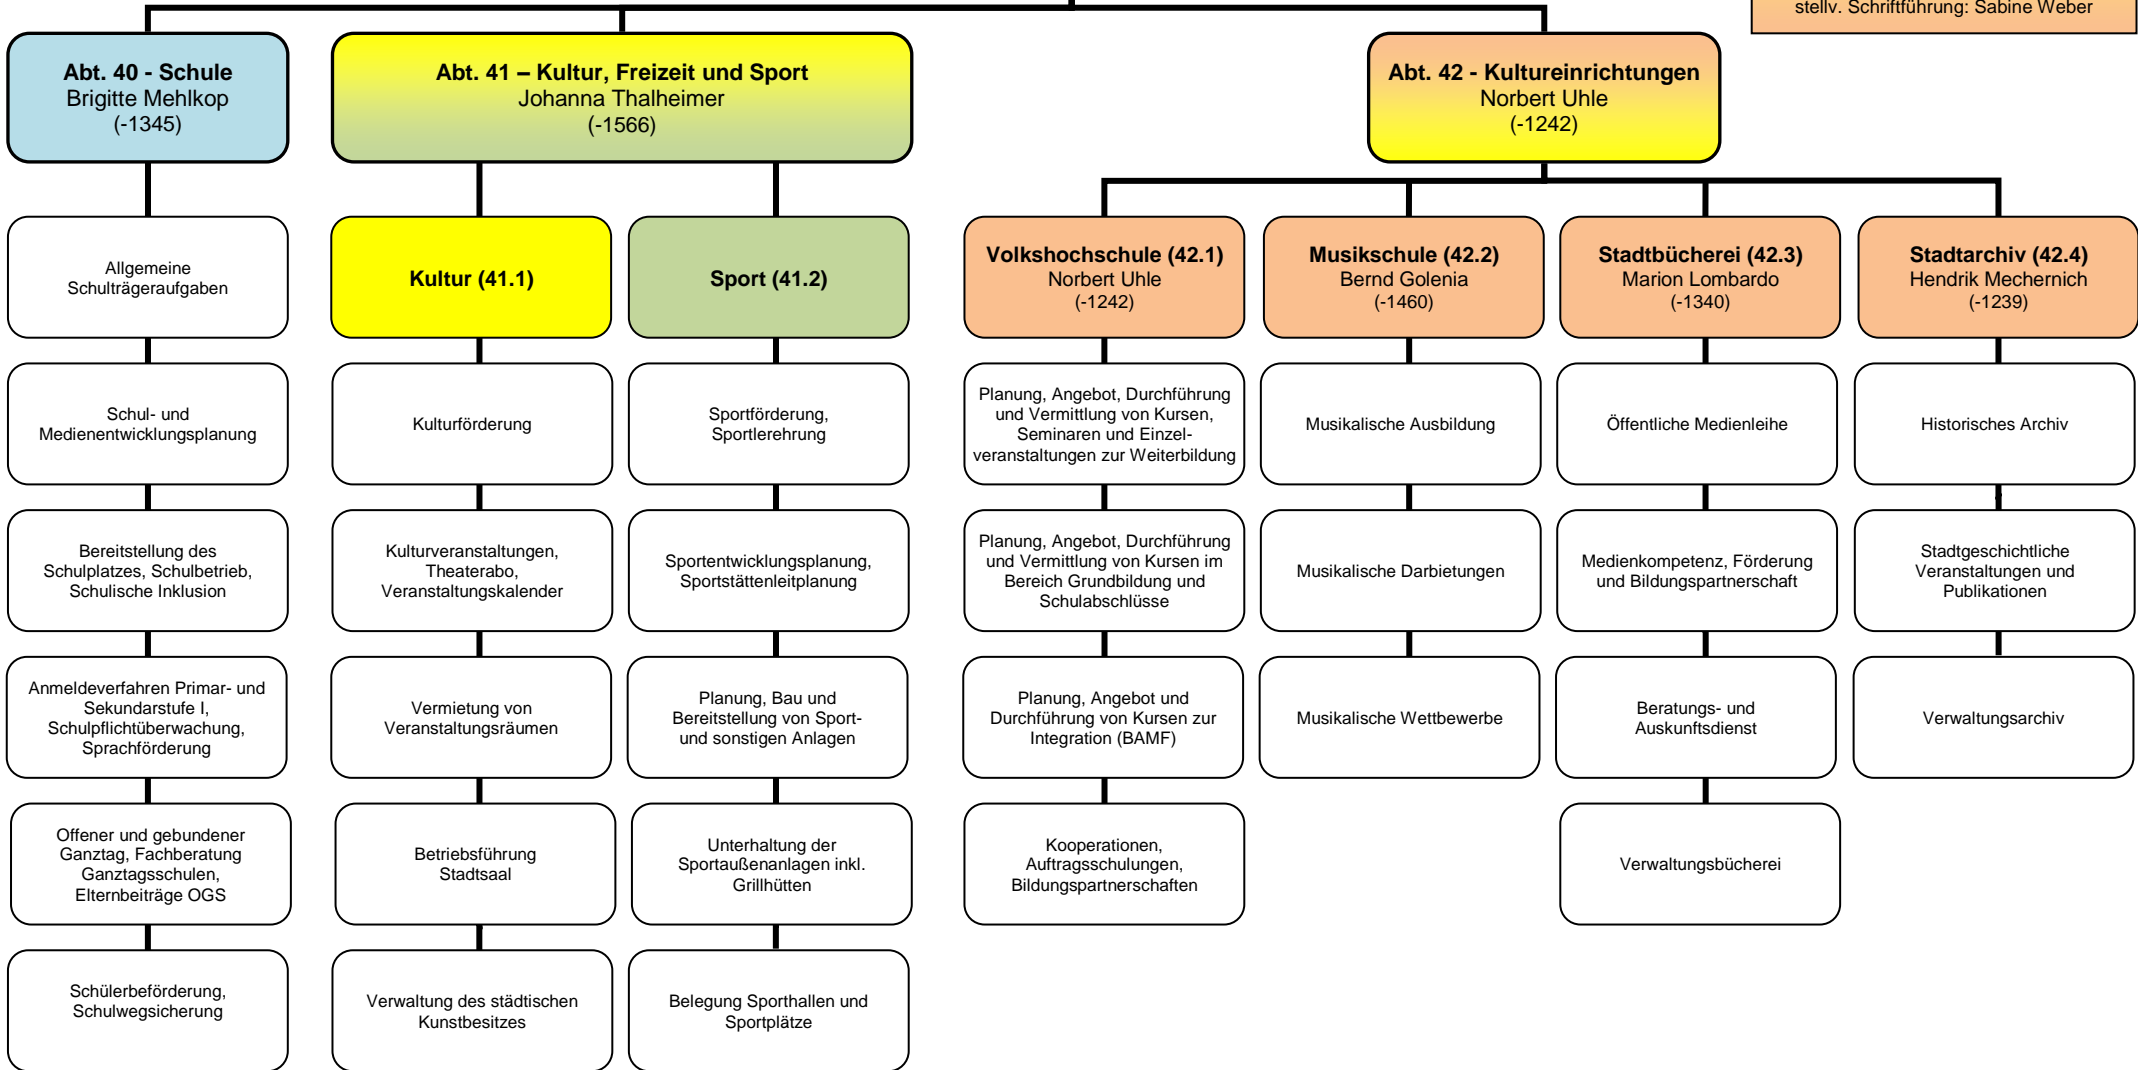 stellv. Schriftführung: Sabine Weber
Abt. 40 - Schule
Brigitte Mehlkop
(-1345)
Abt. 41 – Kultur, Freizeit und Sport
Johanna Thalheimer
(-1566)
Abt. 42 - Kultureinrichtungen
Norbert Uhle
(-1242)
Allgemeine
Schulträgeraufgaben
Kultur (41.1)
Sport (41.2)
Volkshochschule (42.1)
Norbert Uhle
(-1242)
Musikschule (42.2)
Bernd Golenia
(-1460)
Stadtbücherei (42.3)
Marion Lombardo
(-1340)
Stadtarchiv (42.4)
Hendrik Mechernich
(-1239)
Schul- und
Medienentwicklungsplanung
Kulturförderung
Sportförderung,
Sportlerehrung
Planung, Angebot, Durchführung
und Vermittlung von Kursen,
Seminaren und Einzel-
veranstaltungen zur Weiterbildung
Musikalische Ausbildung
Öffentliche Medienleihe
Historisches Archiv
Bereitstellung des
Schulplatzes, Schulbetrieb,
Schulische Inklusion
Kulturveranstaltungen,
Theaterabo,
Veranstaltungskalender
Sportentwicklungsplanung,
Sportstättenleitplanung
Planung, Angebot, Durchführung
und Vermittlung von Kursen im
Bereich Grundbildung und
Schulabschlüsse
Musikalische Darbietungen
Medienkompetenz, Förderung
und Bildungspartnerschaft
Stadtgeschichtliche
Veranstaltungen und
Publikationen
Anmeldeverfahren Primar- und
Sekundarstufe I,
Schulpflichtüberwachung,
Sprachförderung
Vermietung von
Veranstaltungsräumen
Planung, Bau und
Bereitstellung von Sport-
und sonstigen Anlagen
Planung, Angebot und
Durchführung von Kursen zur
Integration (BAMF)
Musikalische Wettbewerbe
Beratungs- und
Auskunftsdienst
Verwaltungsarchiv
Offener und gebundener
Ganztag, Fachberatung
Ganztagsschulen,
Elternbeiträge OGS
Betriebsführung
Stadtsaal
Unterhaltung der
Sportaußenanlagen inkl.
Grillhütten
Kooperationen,
Auftragsschulungen,
Bildungspartnerschaften
Verwaltungsbücherei
Schülerbeförderung,
Schulwegsicherung
Verwaltung des städtischen
Kunstbesitzes
Belegung Sporthallen und
Sportplätze